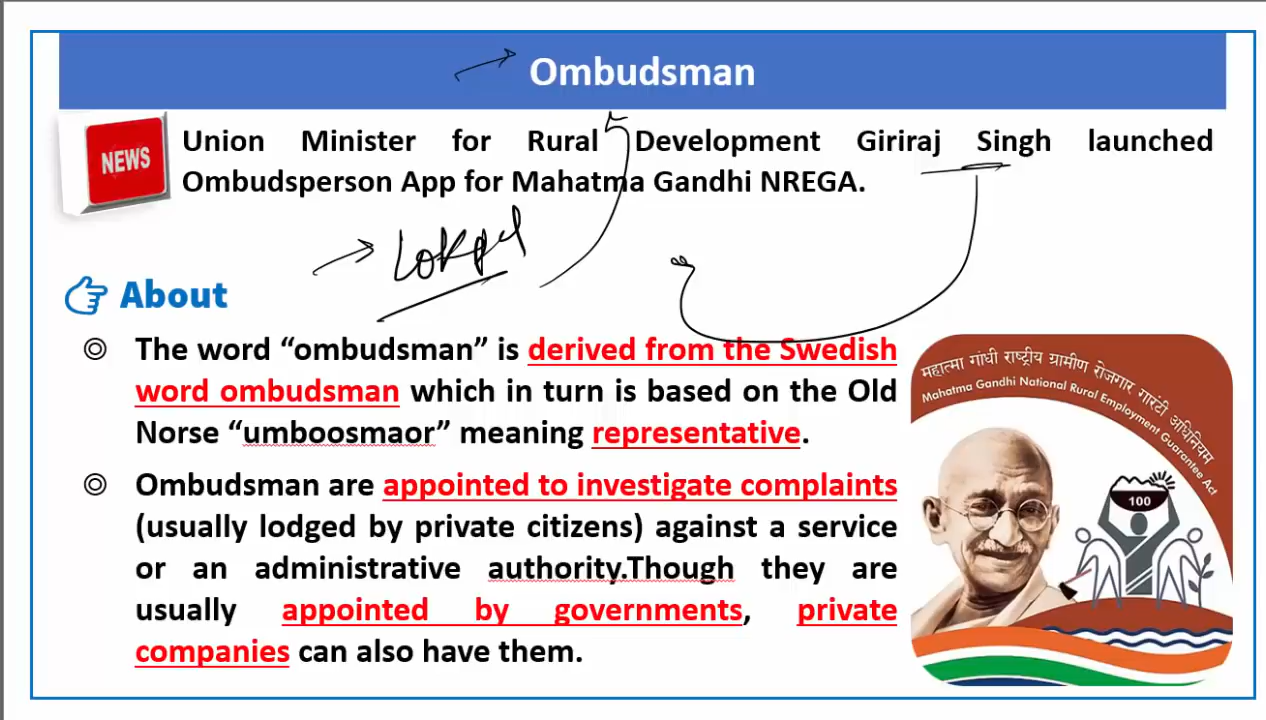 Ombudsman
NEWS
Union Minister for Rural Development Giriraj Singh launched
Ombudsperson App for Mahatma Gandhi NREGA.
Lokpal
About
The word “ombudsman” is derived from the Swedish
word ombudsman which in turn is based on the Old
Norse “umboosmaor” meaning representative.
Ombudsman are appointed to investigate complaints
(usually lodged by private citizens) against a service
or an administrative authority.Though they are
usually appointed by governments, private
companies can also have them.
महात्मा गांधी राष्ट्रीय ग्रामीण रोजगार गारंटी अधिनियम
Mahatma Gandhi National Rural Employment Guarantee Act
100